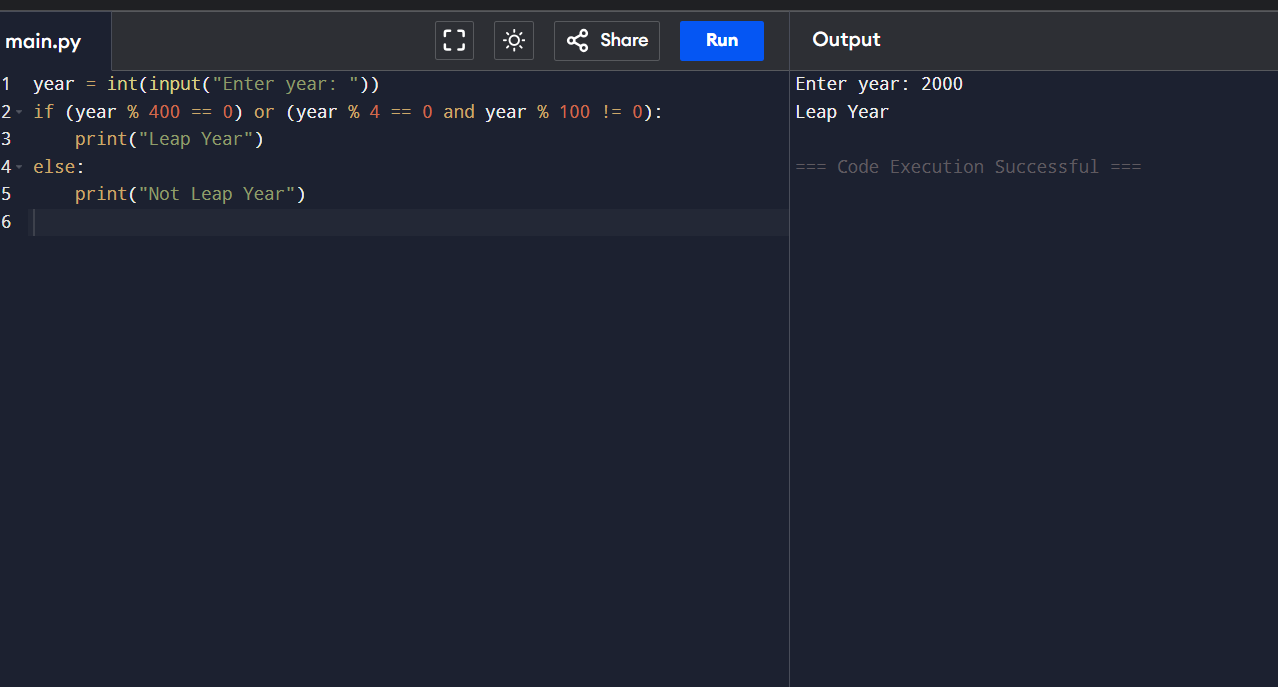 main.py
Share
Run
Output
1 year = int(input("Enter year: "))
2 if (year % 400 == 0) or (year % 4 == 0 and year % 100 != 0):
3     print("Leap Year")
4 else:
5     print("Not Leap Year")
6
Enter year: 2000
Leap Year
=== Code Execution Successful ===